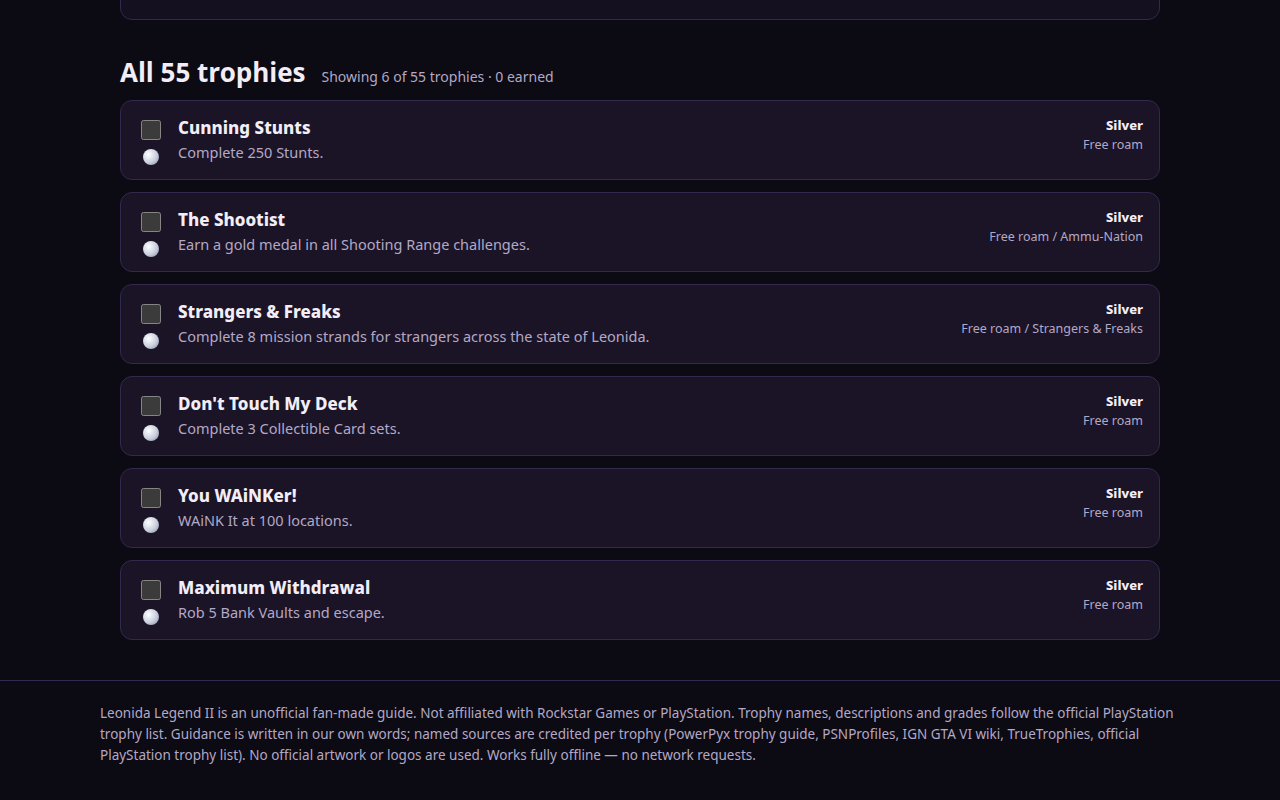 All 55 trophies
Showing 6 of 55 trophies · 0 earned
Cunning Stunts
Complete 250 Stunts.
Silver
Free roam
The Shootist
Earn a gold medal in all Shooting Range challenges.
Silver
Free roam / Ammu-Nation
Strangers & Freaks
Complete 8 mission strands for strangers across the state of Leonida.
Silver
Free roam / Strangers & Freaks
Don't Touch My Deck
Complete 3 Collectible Card sets.
Silver
Free roam
You WAiNKer!
WAiNK It at 100 locations.
Silver
Free roam
Maximum Withdrawal
Rob 5 Bank Vaults and escape.
Silver
Free roam
Leonida Legend II is an unofficial fan-made guide. Not affiliated with Rockstar Games or PlayStation. Trophy names, descriptions and grades follow the official PlayStation
trophy list. Guidance is written in our own words; named sources are credited per trophy (PowerPyx trophy guide, PSNProfiles, IGN GTA VI wiki, TrueTrophies, official
PlayStation trophy list). No official artwork or logos are used. Works fully offline — no network requests.